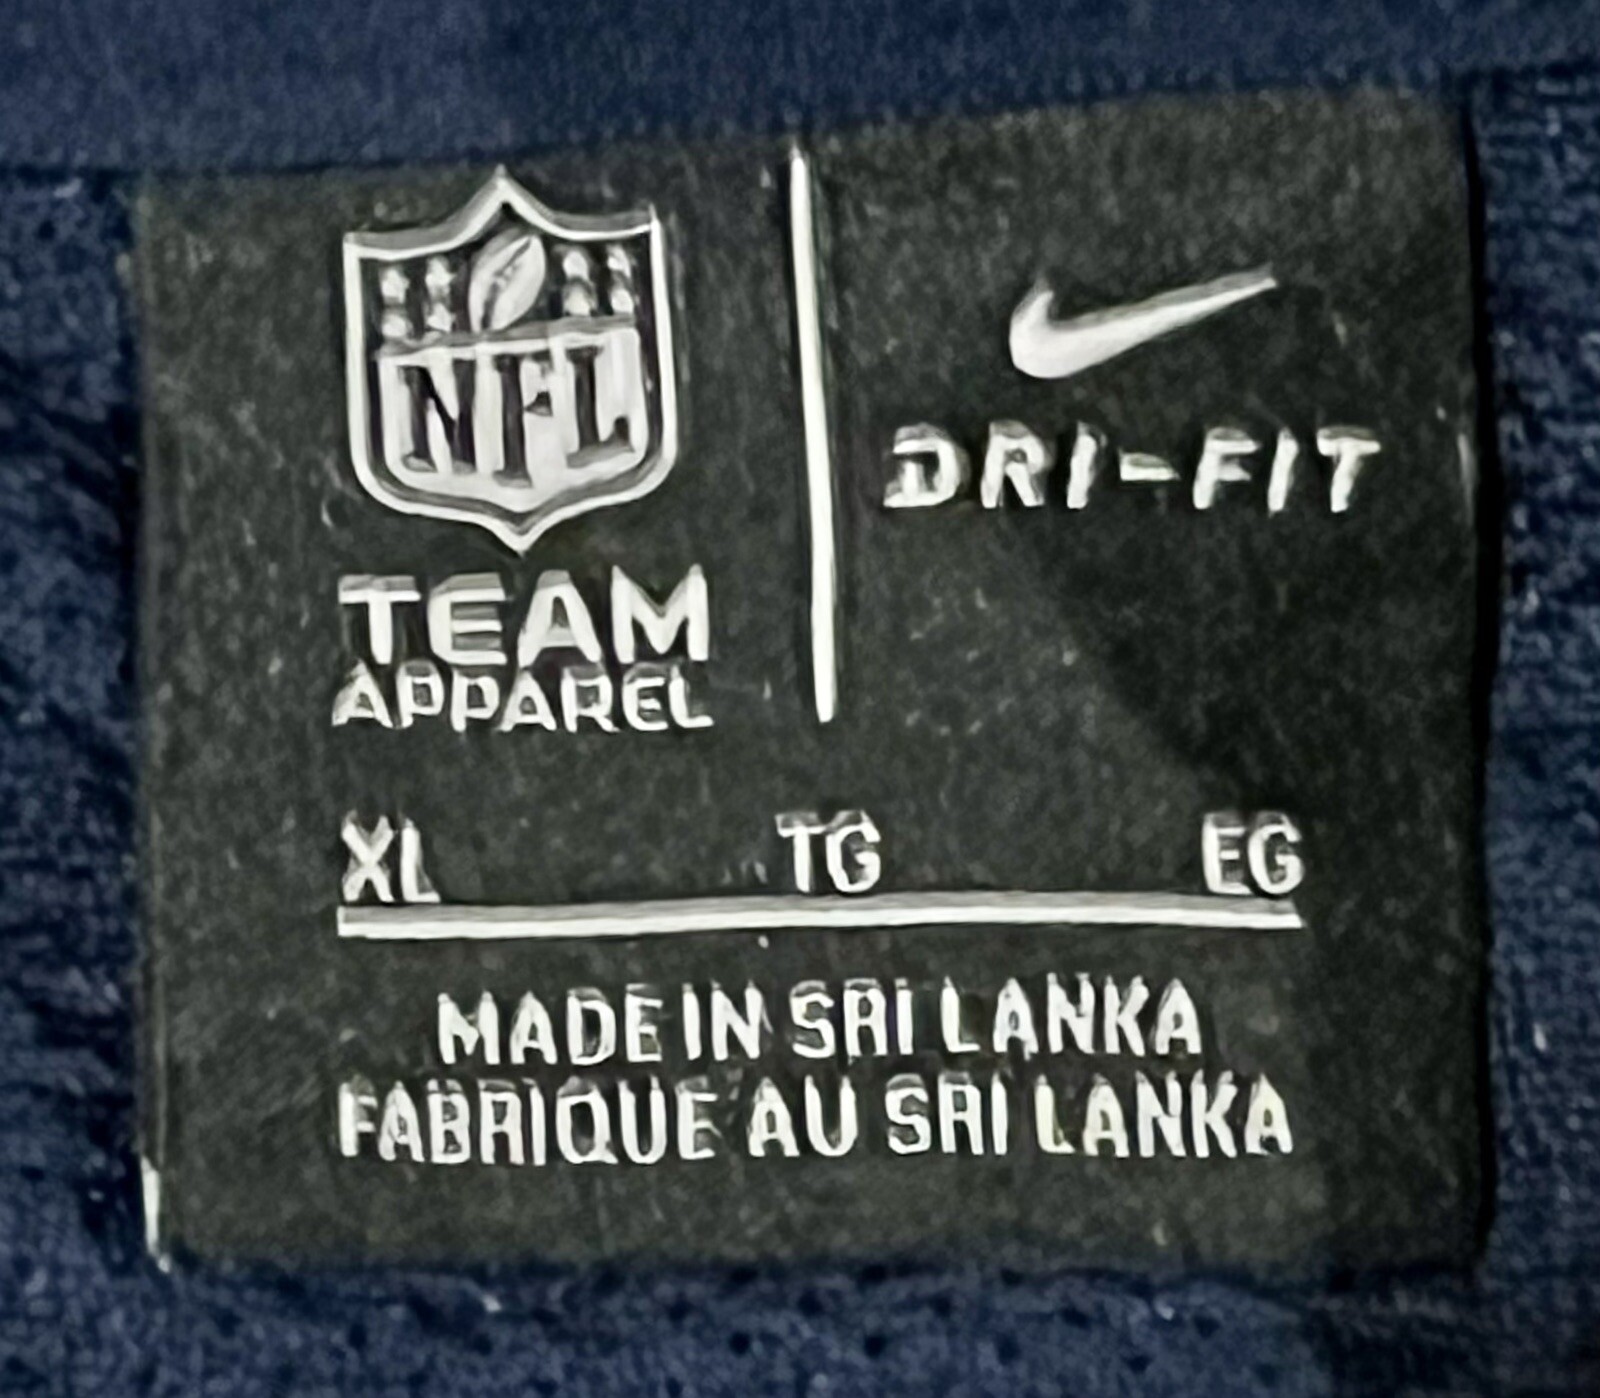 NFL
TEAM
APPAREL
DRI-FIT
XL TG EG
MADE IN SRI LANKA
FABRIQUE AU SRI LANKA